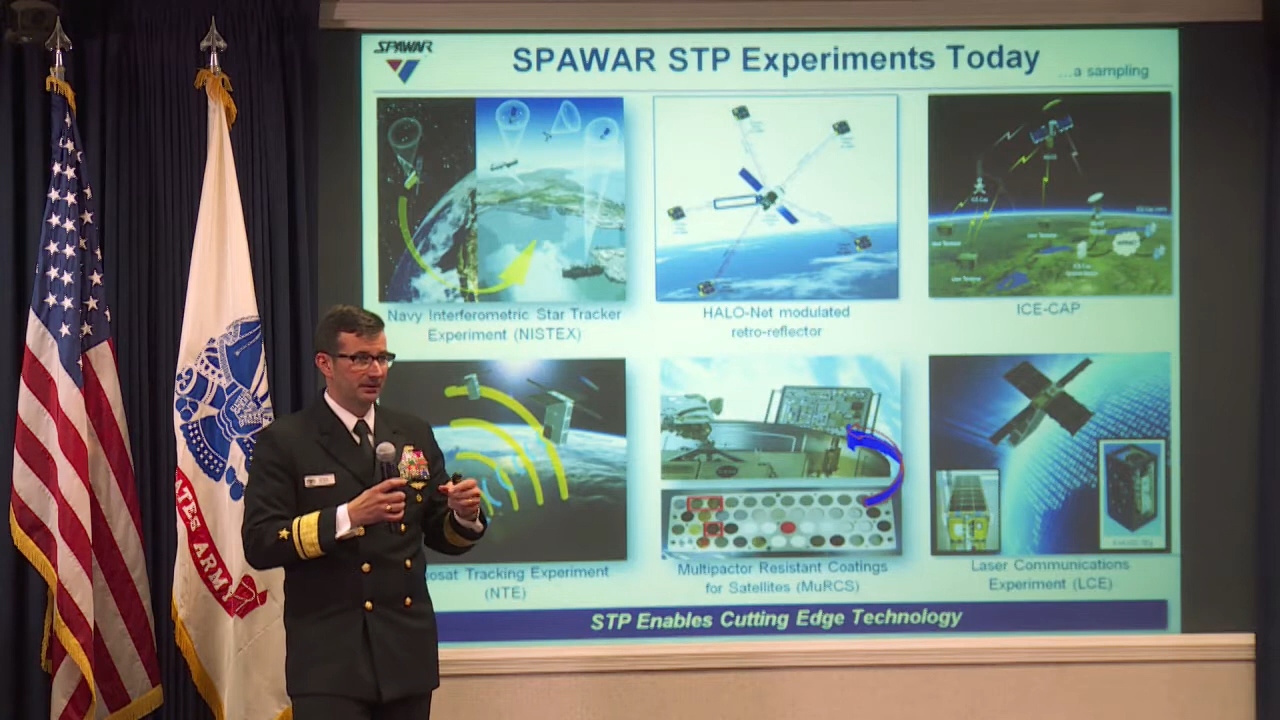 SPAWAR
SPAWAR STP Experiments Today
...a sampling
Navy Interferometric Star Tracker
Experiment (NISTEX)
HALO-Net modulated
retro-reflector
ICE-CAP
osat Tracking Experiment
(NTE)
Multipactor Resistant Coatings
for Satellites (MuRCS)
Laser Communications
Experiment (LCE)
STP Enables Cutting Edge Technology
ATES ARMY